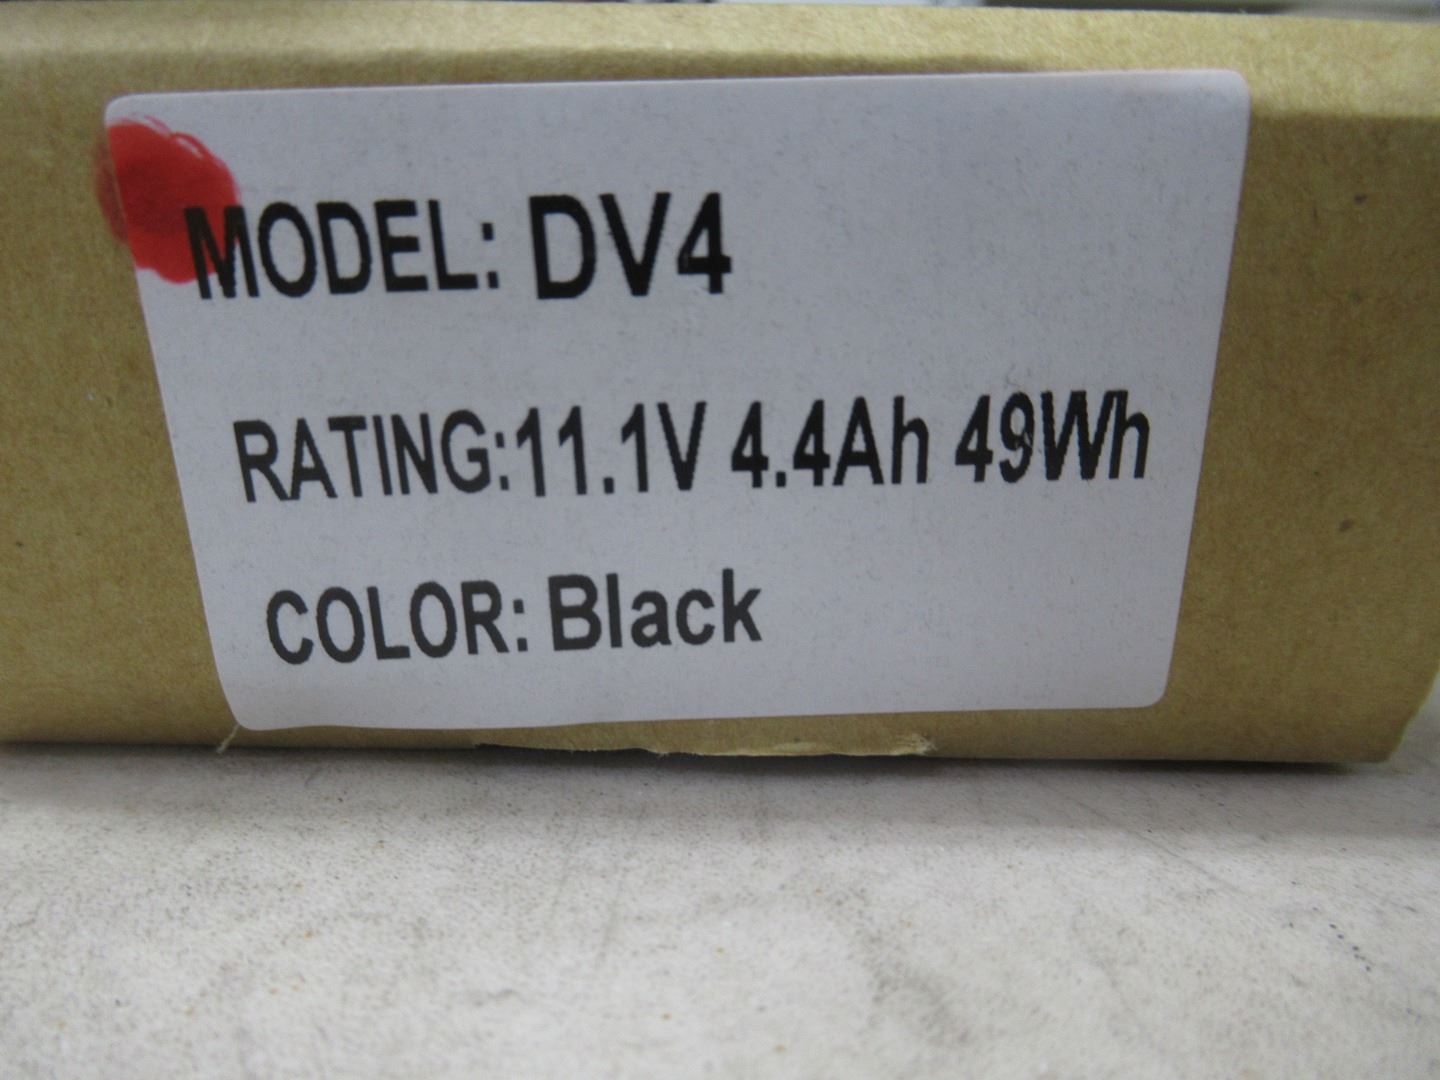 MODEL: DV4
RATING:11.1V 4.4Ah 49Wh
COLOR: Black